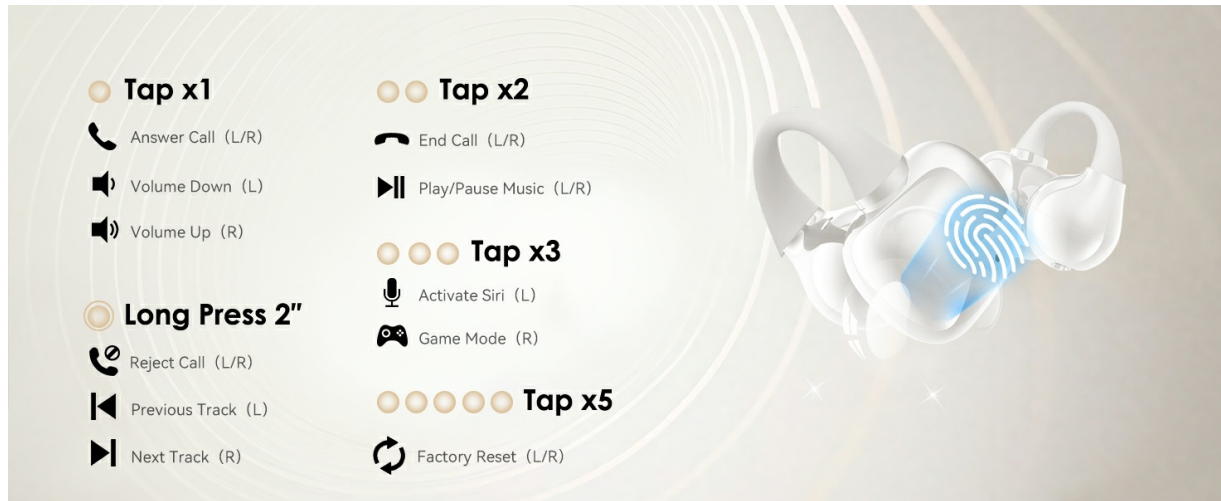 Tap x1
Answer Call (L/R)
Volume Down (L)
Volume Up (R)
Long Press 2"
Reject Call (L/R)
Previous Track (L)
Next Track (R)
Tap x2
End Call (L/R)
Play/Pause Music (L/R)
Tap x3
Activate Siri (L)
Game Mode (R)
Tap x5
Factory Reset (L/R)